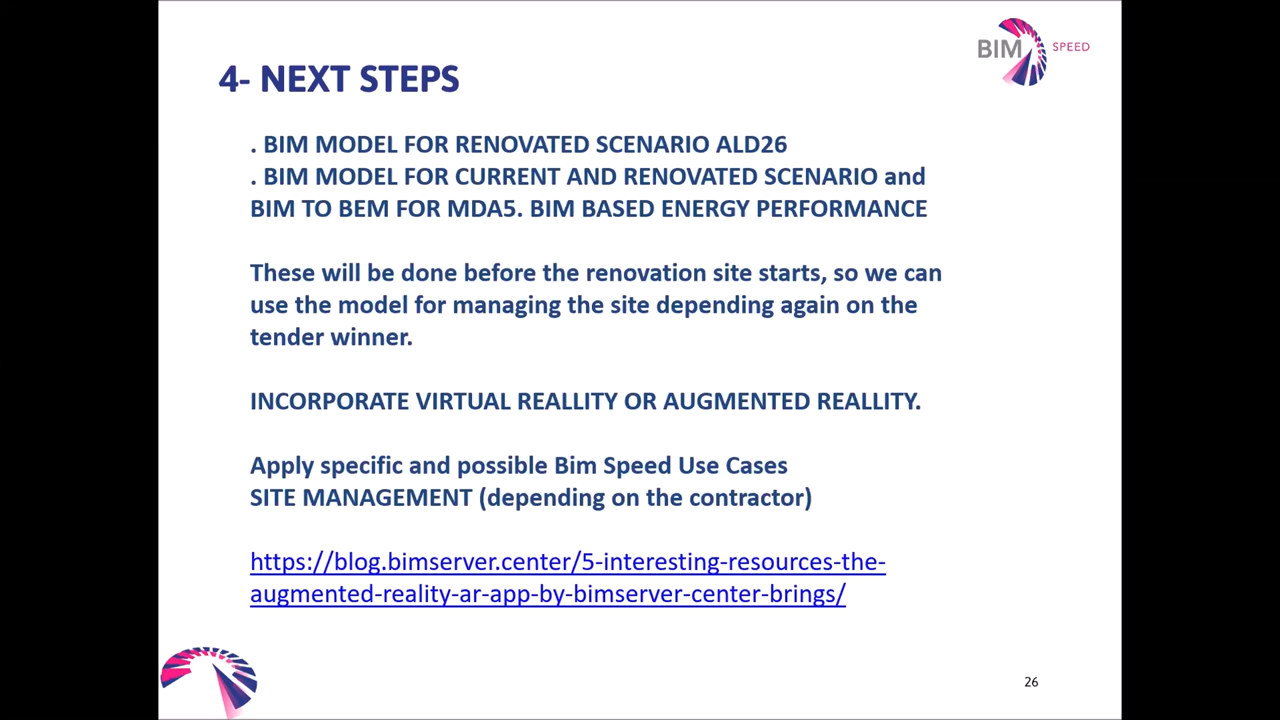 BIM SPEED
4- NEXT STEPS
. BIM MODEL FOR RENOVATED SCENARIO ALD26
. BIM MODEL FOR CURRENT AND RENOVATED SCENARIO and
BIM TO BEM FOR MDA5. BIM BASED ENERGY PERFORMANCE
These will be done before the renovation site starts, so we can
use the model for managing the site depending again on the
tender winner.
INCORPORATE VIRTUAL REALLITY OR AUGMENTED REALLITY.
Apply specific and possible Bim Speed Use Cases
SITE MANAGEMENT (depending on the contractor)
https://blog.bimserver.center/5-interesting-resources-the-
augmented-reality-ar-app-by-bimserver-center-brings/
26